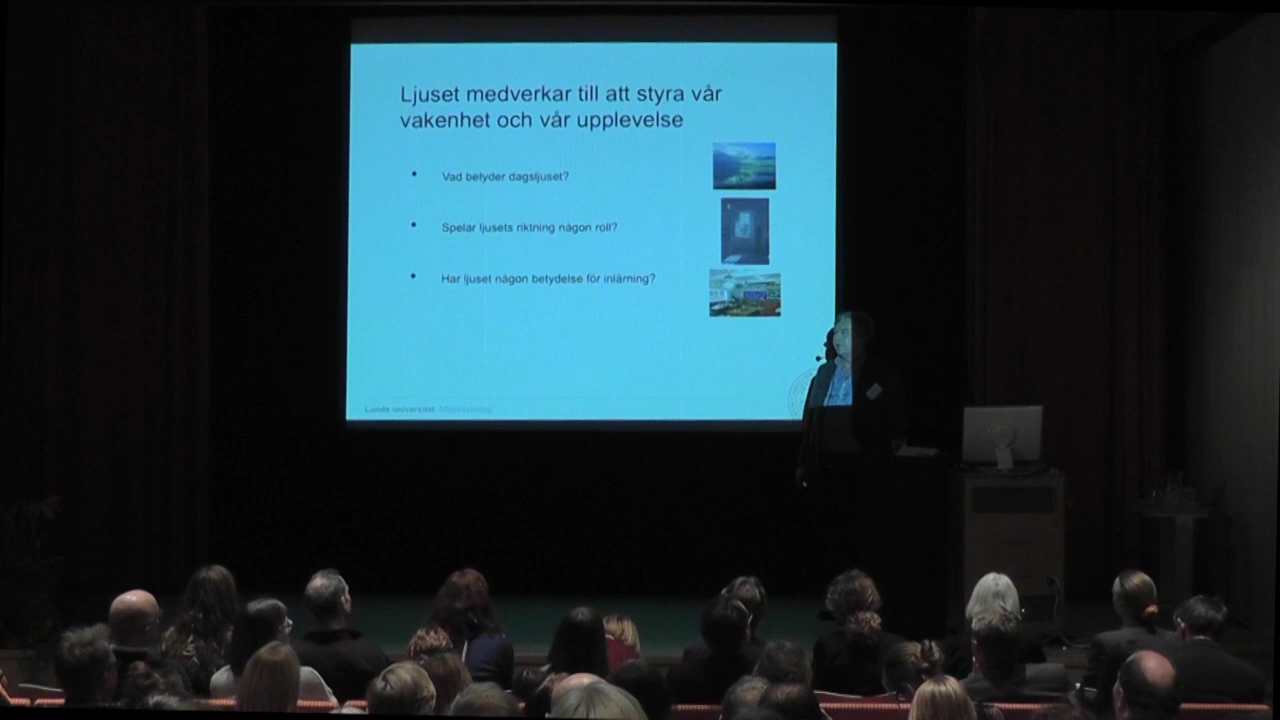 Ljuset medverkar till att styra vår
vakenhet och vår upplevelse
• Vad betyder dagsljuset?
• Spelar ljusets riktning någon roll?
• Har ljuset någon betydelse för inlärning?
Lunds universitet